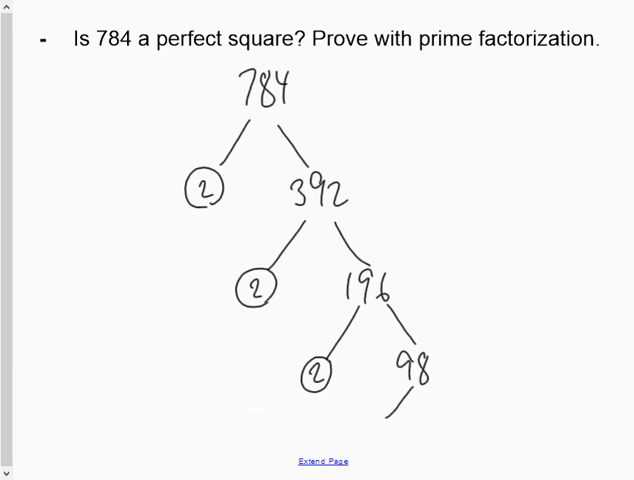 - Is 784 a perfect square? Prove with prime factorization.
784
2 392
2 196
2 98
Extend Page